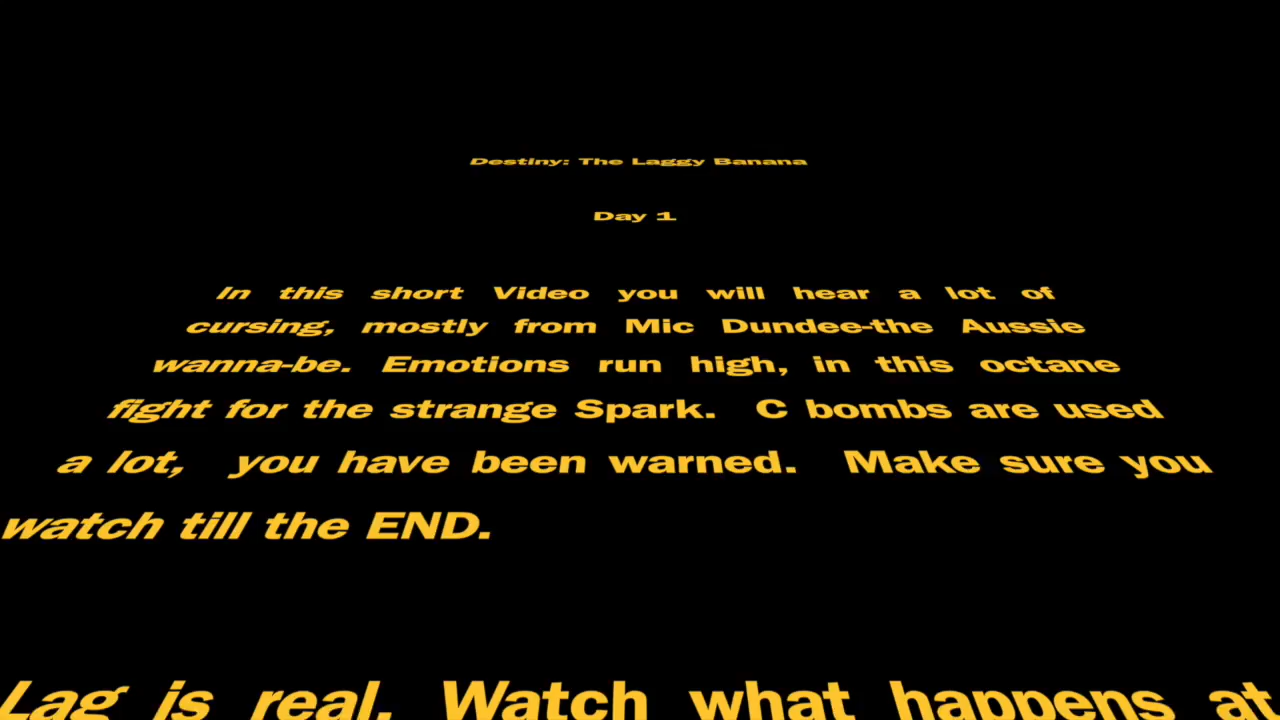 Destiny: The Laggy Banana
Day 1
In this short Video you will hear a lot of
cursing, mostly from Mic Dundee-the Aussie
wanna-be. Emotions run high, in this octane
fight for the strange Spark. C bombs are used
a lot, you have been warned. Make sure you
watch till the END.
Lag is real. Watch what happens at